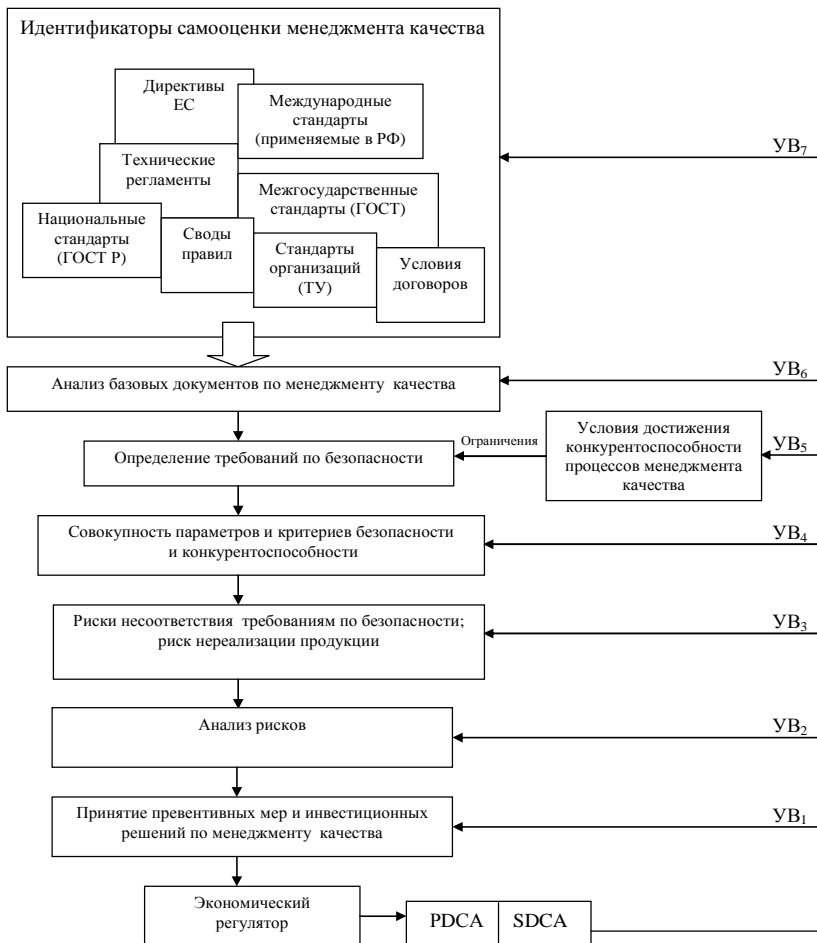 Идентификаторы самооценки менеджмента качества
Директивы
ЕС
Международные
стандарты
(применяемые в РФ)
УВ7
Технические
регламенты
Межгосударственные
стандарты (ГОСТ)
Национальные
стандарты
(ГОСТ Р)
Своды
правил
Стандарты
организаций
(ТУ)
Условия
договоров
Анализ базовых документов по менеджменту качества
УВ6
Определение требований по безопасности
Ограничения
Условия достижения
конкурентоспособности
процессов менеджмента
качества
УВ5
Совокупность параметров и критериев безопасности
и конкурентоспособности
УВ4
Риски несоответствия требованиям по безопасности;
риск нереализации продукции
УВ3
Анализ рисков
УВ2
Принятие превентивных мер и инвестиционных
решений по менеджменту качества
УВ1
Экономический
регулятор
PDCA
SDCA